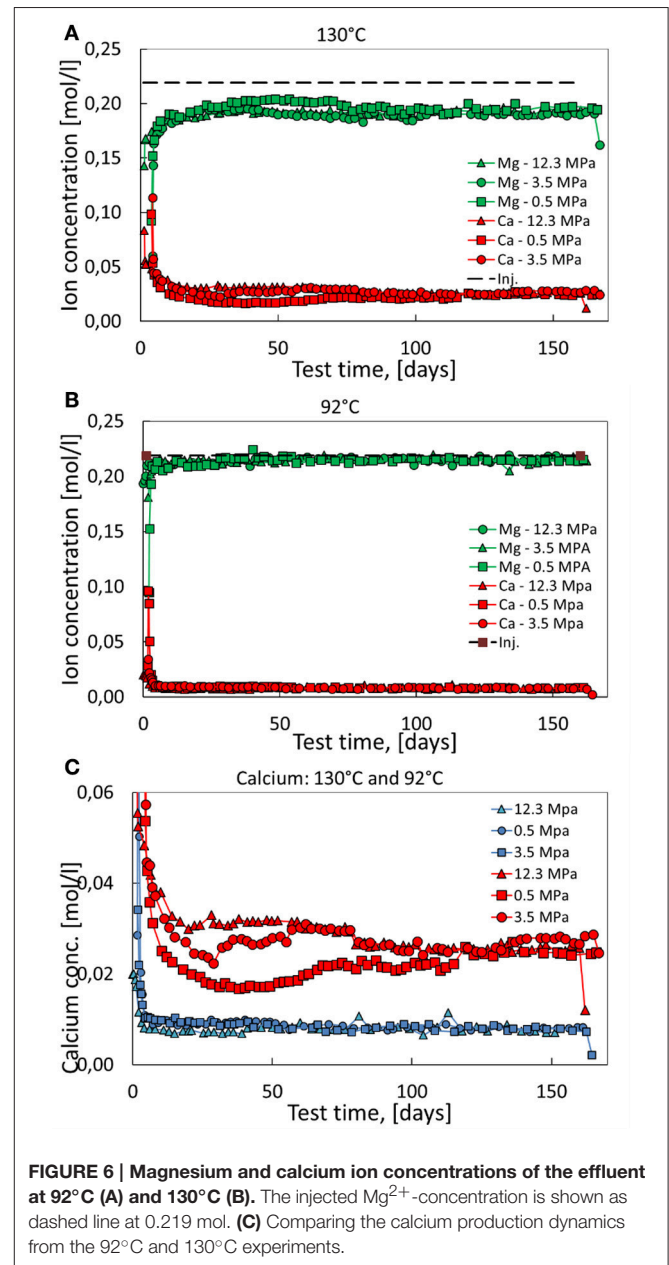 A
130°C
0,25
0,20
0,15
0,10
0,05
0,00
Ion concentration [mol/l]
Mg - 12.3 MPa
Mg - 3.5 MPa
Mg - 0.5 MPa
Ca - 12.3 MPa
Ca - 0.5 MPa
Ca - 3.5 MPa
Inj.
0 50 100 150
Test time, [days]
B
92°C
0,25
0,20
0,15
0,10
0,05
0,00
Ion concentration [mol/l]
Mg - 12.3 MPa
Mg - 3.5 MPA
Mg - 0.5 MPA
Ca - 12.3 Mpa
Ca - 0.5 Mpa
Ca - 3.5 Mpa
Inj.
0 50 100 150
Test time, [days]
C
Calcium: 130°C and 92°C
0,06
0,04
0,02
0,00
Calcium conc. [mol/l]
12.3 Mpa
0.5 Mpa
3.5 Mpa
12.3 MPa
0.5 MPa
3.5 MPa
0 50 100 150
Test time, [days]
FIGURE 6 | Magnesium and calcium ion concentrations of the effluent
at 92°C (A) and 130°C (B). The injected Mg2+-concentration is shown as
dashed line at 0.219 mol. (C) Comparing the calcium production dynamics
from the 92°C and 130°C experiments.